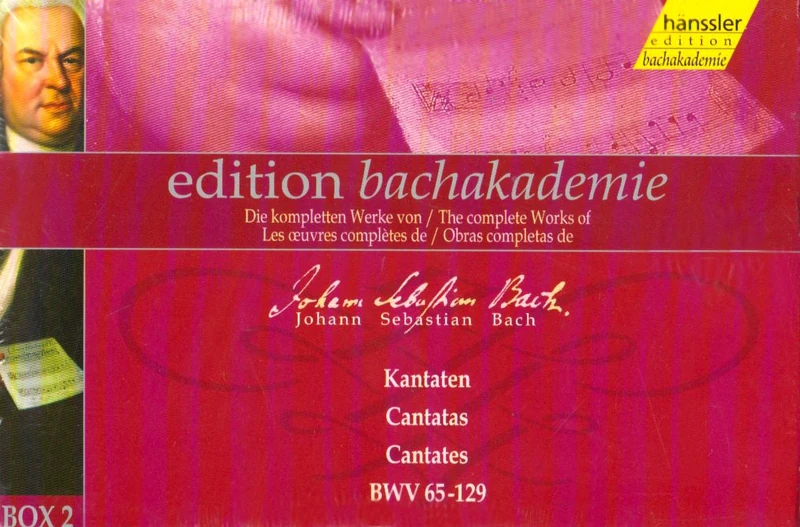 hänssler
edition
bachakademie
edition bachakademie
Die kompletten Werke von / The complete Works of
Les œuvres complètes de / Obras completas de
Johann Sebastian Bach.
Johann Sebastian Bach
Kantaten
Cantatas
Cantates
BWV 65-129
BOX 2